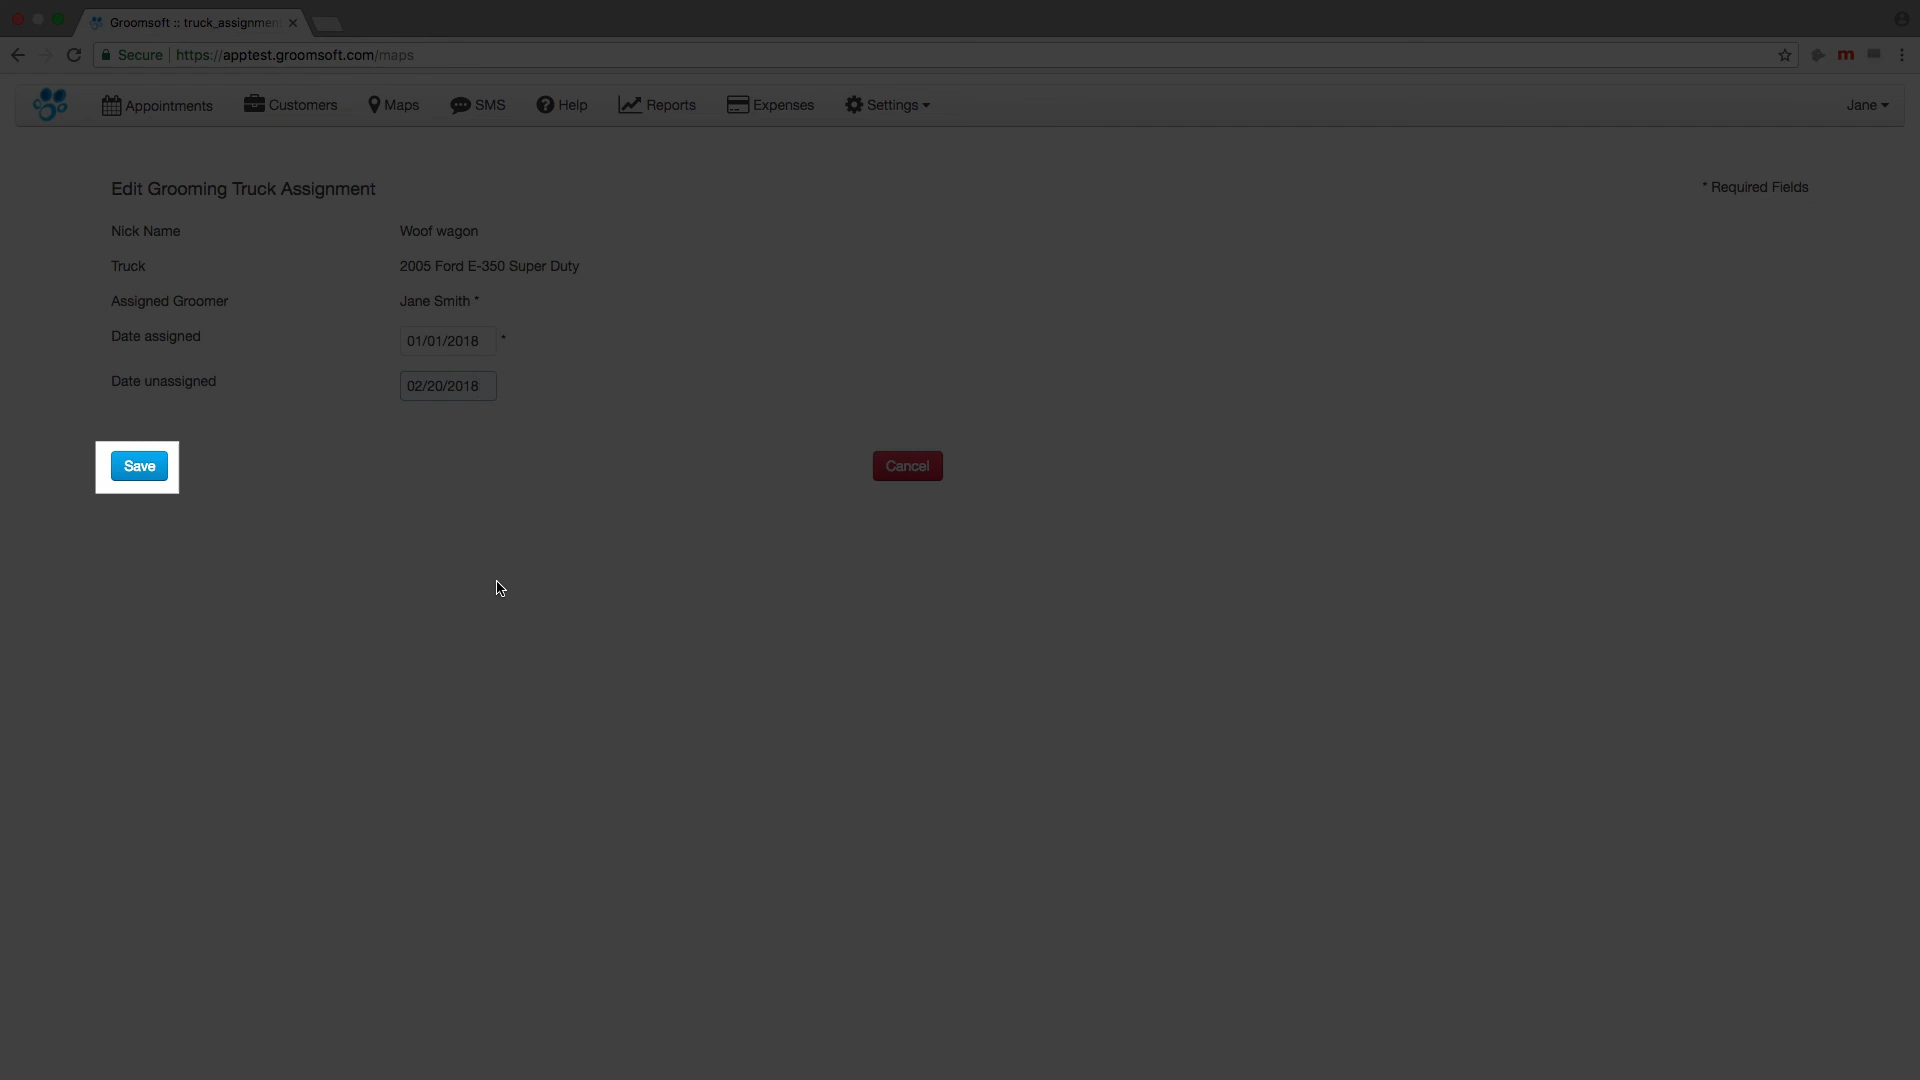 Groomsoft :: truck_assignmen
Secure https://apptest.groomsoft.com/maps
m
Appointments Customers Maps SMS Help Reports Expenses Settings Jane
Edit Grooming Truck Assignment * Required Fields
Nick Name Woof wagon
Truck 2005 Ford E-350 Super Duty
Assigned Groomer Jane Smith *
Date assigned 01/01/2018 *
Date unassigned 02/20/2018
Save Cancel